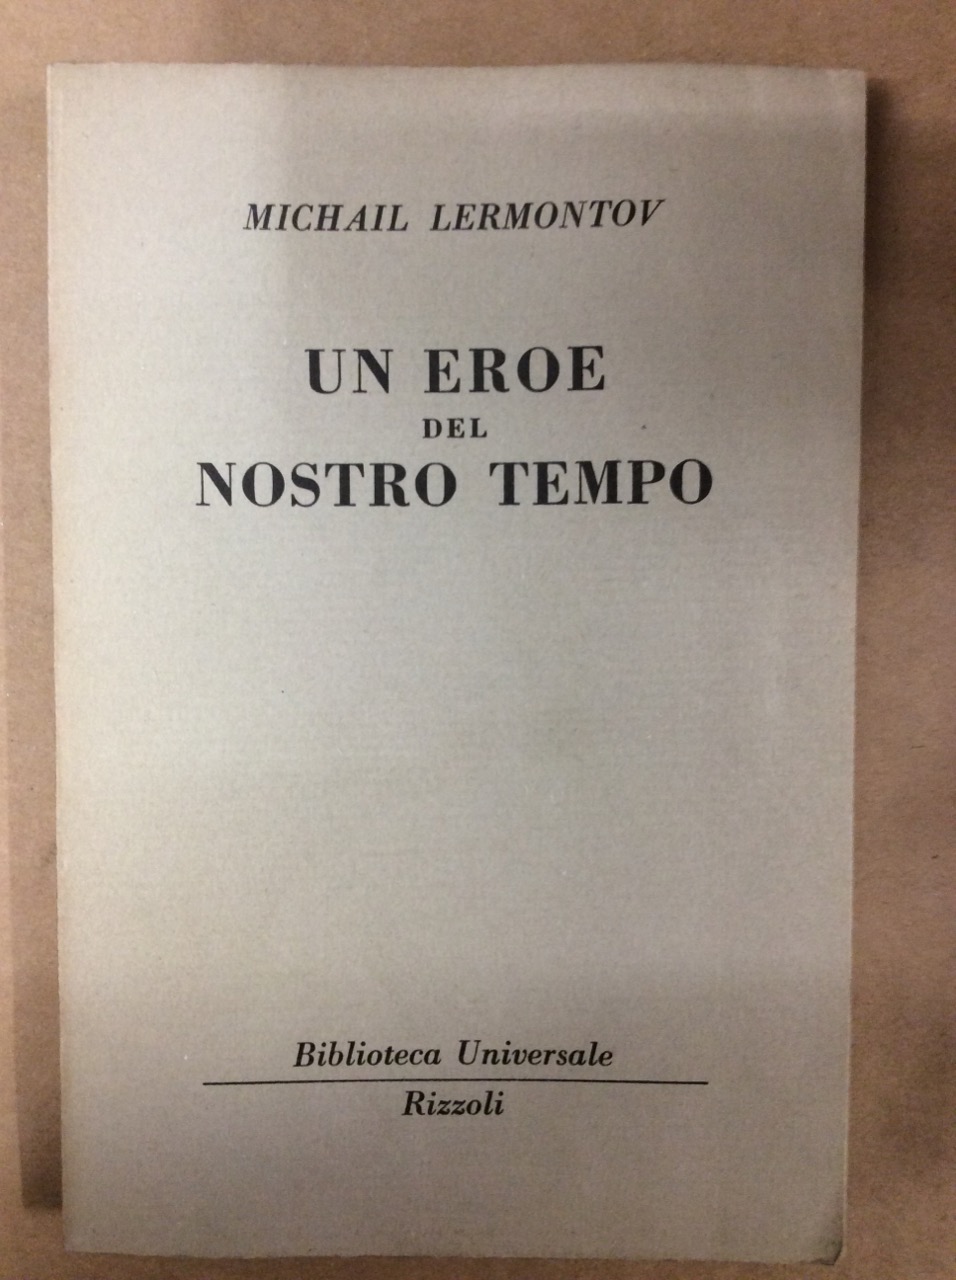 MICHAIL LERMONTOV
UN EROE
DEL
NOSTRO TEMPO
Biblioteca Universale
Rizzoli